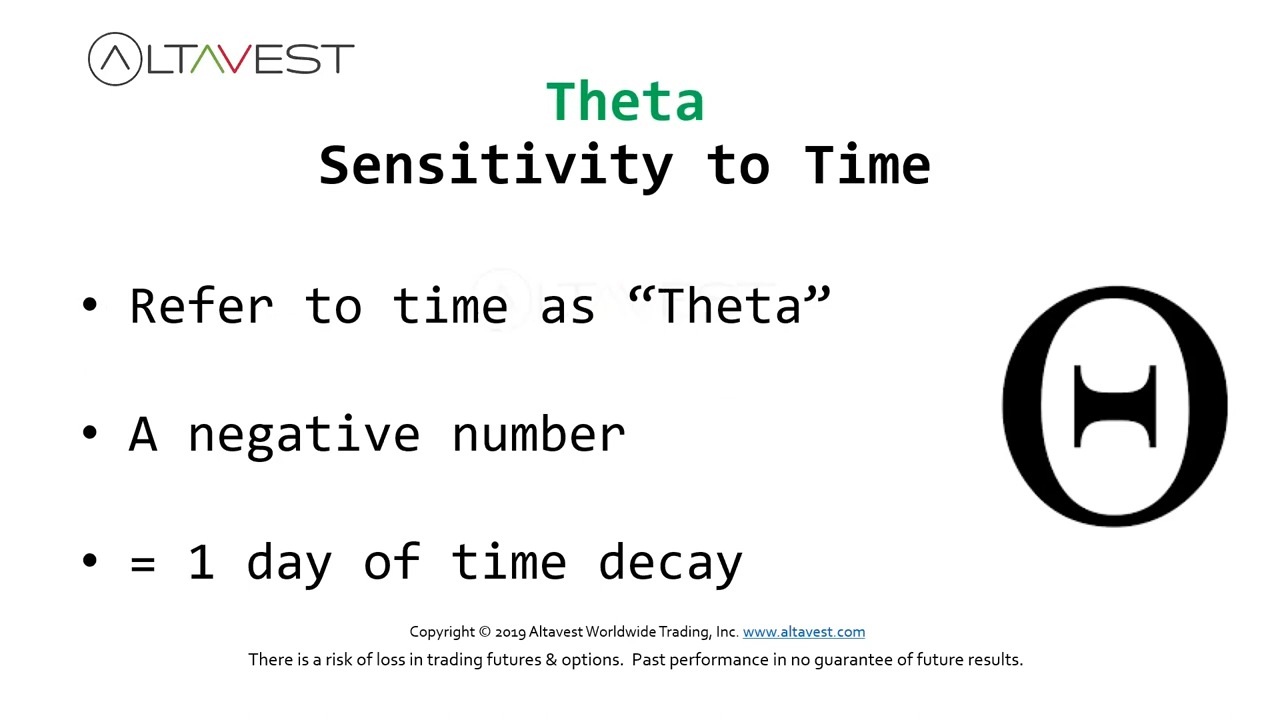 ALTAVEST
Theta
Sensitivity to Time
• Refer to time as “Theta”
• A negative number
• = 1 day of time decay
Θ
Copyright © 2019 Altavest Worldwide Trading, Inc. www.altavest.com
There is a risk of loss in trading futures & options.  Past performance in no guarantee of future results.